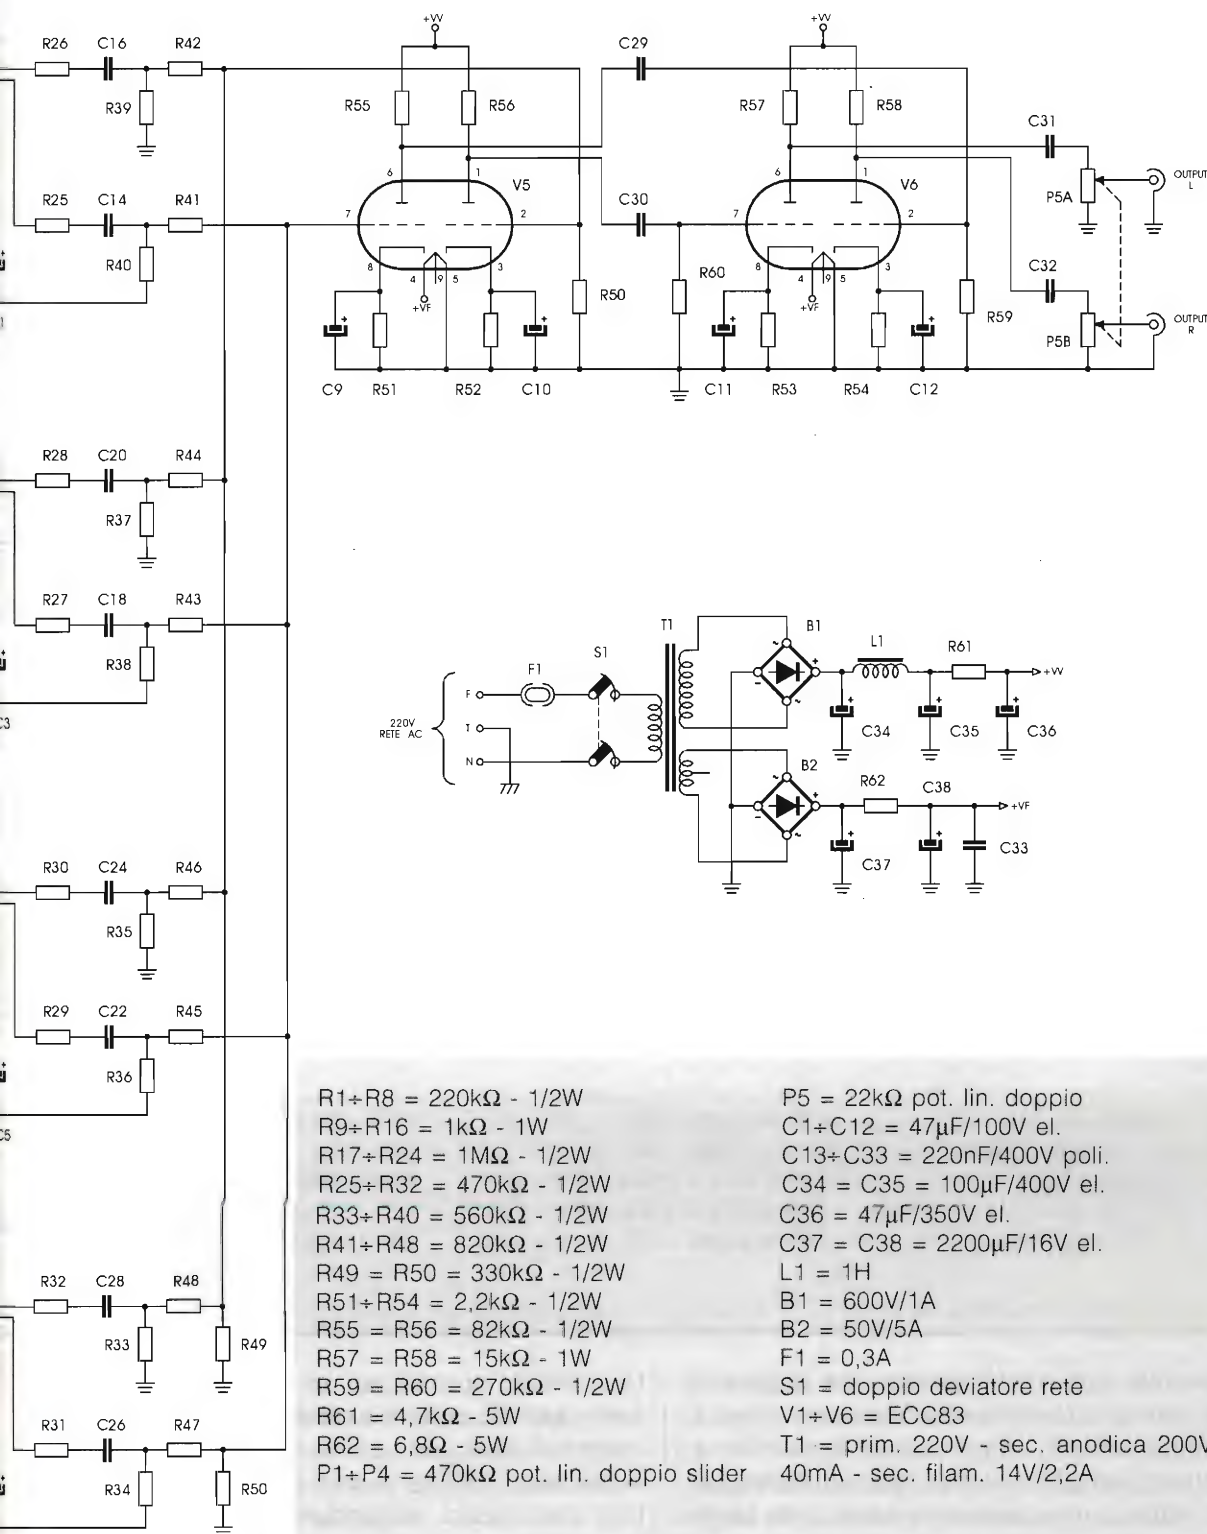 +VV
+VV
R26 C16 R42
C29
R39
R55 R56
R57 R58
C31
6 1
V5
6 1
V6
OUTPUT
L
P5A
R25 C14 R41
7 2
C30
7 2
R40
8 4 9 5 3
+VF
R50
R60
8 4 9 5 3
+VF
R59
C32
P5B
OUTPUT
R
C9 R51 R52 C10
C11 R53 R54 C12
R28 C20 R44
R37
R27 C18 R43
R38
C3
T1
B1
L1
R61
+VV
S1
F1
F
220V
RETE AC
T
N
C34 C35 C36
B2
R62
C38
+VF
C37
C33
R30 C24 R46
R35
R29 C22 R45
R36
C5
R32 C28 R48
R33
R49
R31 C26 R47
R34
R50
R1÷R8 = 220kΩ - 1/2W
R9÷R16 = 1kΩ - 1W
R17÷R24 = 1MΩ - 1/2W
R25÷R32 = 470kΩ - 1/2W
R33÷R40 = 560kΩ - 1/2W
R41÷R48 = 820kΩ - 1/2W
R49 = R50 = 330kΩ - 1/2W
R51÷R54 = 2,2kΩ - 1/2W
R55 = R56 = 82kΩ - 1/2W
R57 = R58 = 15kΩ - 1W
R59 = R60 = 270kΩ - 1/2W
R61 = 4,7kΩ - 5W
R62 = 6,8Ω - 5W
P1÷P4 = 470kΩ pot. lin. doppio slider
P5 = 22kΩ pot. lin. doppio
C1÷C12 = 47µF/100V el.
C13÷C33 = 220nF/400V poli.
C34 = C35 = 100µF/400V el.
C36 = 47µF/350V el.
C37 = C38 = 2200µF/16V el.
L1 = 1H
B1 = 600V/1A
B2 = 50V/5A
F1 = 0,3A
S1 = doppio deviatore rete
V1÷V6 = ECC83
T1 = prim. 220V - sec. anodica 200V
40mA - sec. filam. 14V/2,2A